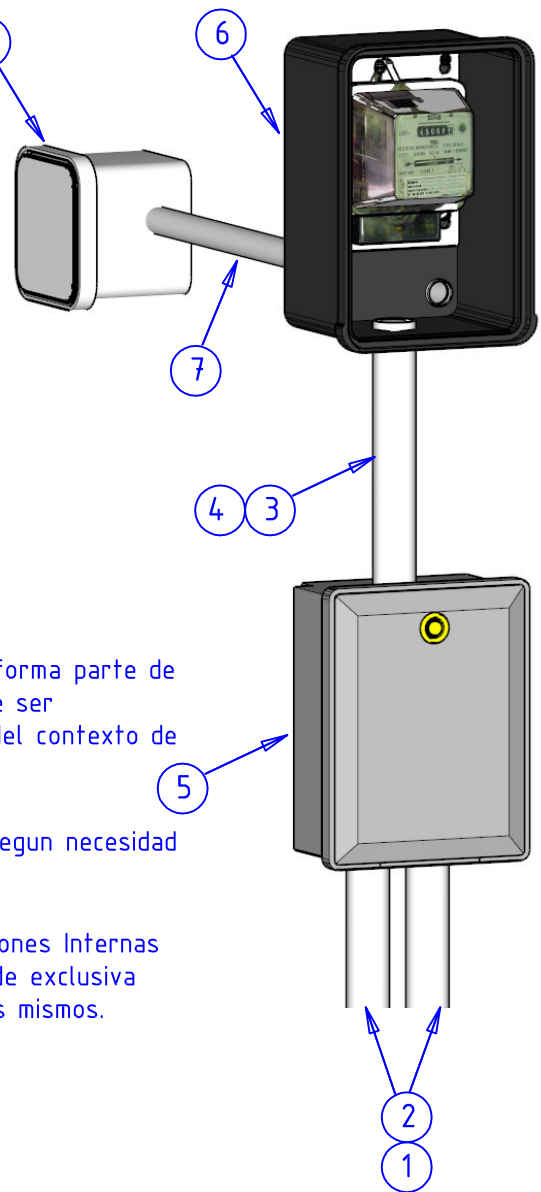 6
7
4 3
forma parte de
ser
del contexto de
5
egun necesidad
ones Internas
de exclusiva
s mismos.
2
1